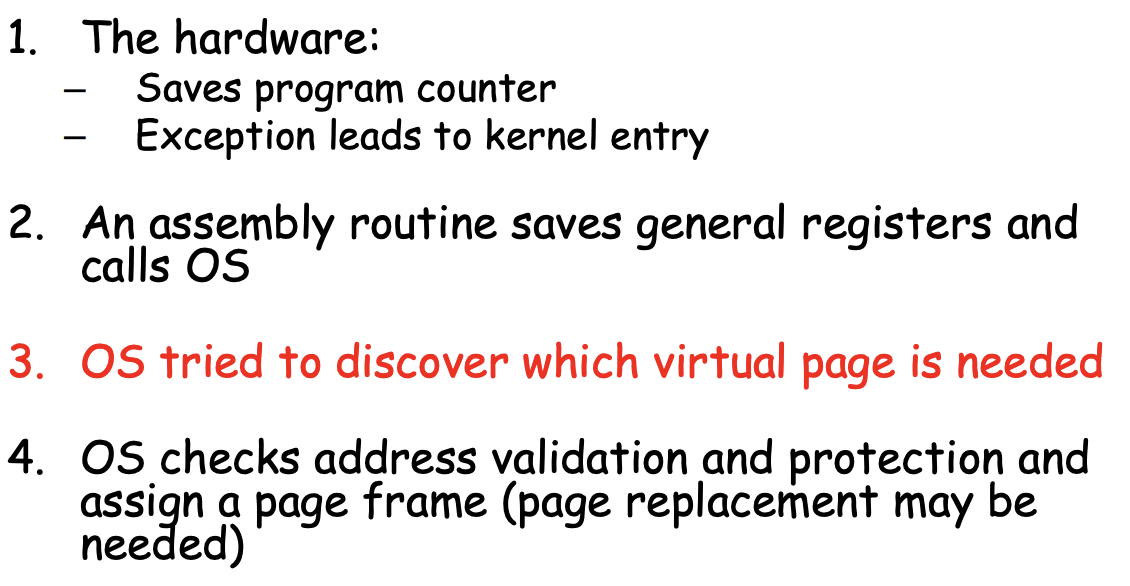 1. The hardware:
– Saves program counter
– Exception leads to kernel entry
2. An assembly routine saves general registers and
calls OS
3. OS tried to discover which virtual page is needed
4. OS checks address validation and protection and
assign a page frame (page replacement may be
needed)